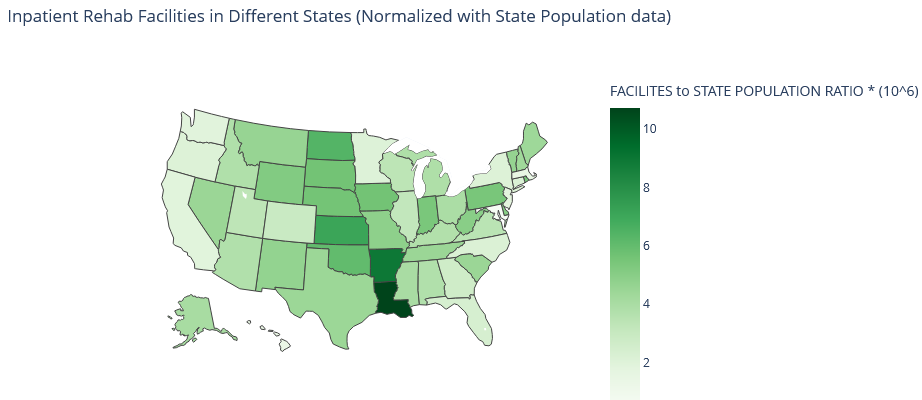 Inpatient Rehab Facilities in Different States (Normalized with State Population data)
FACILITES to STATE POPULATION RATIO * (10^6)
10
8
6
4
2